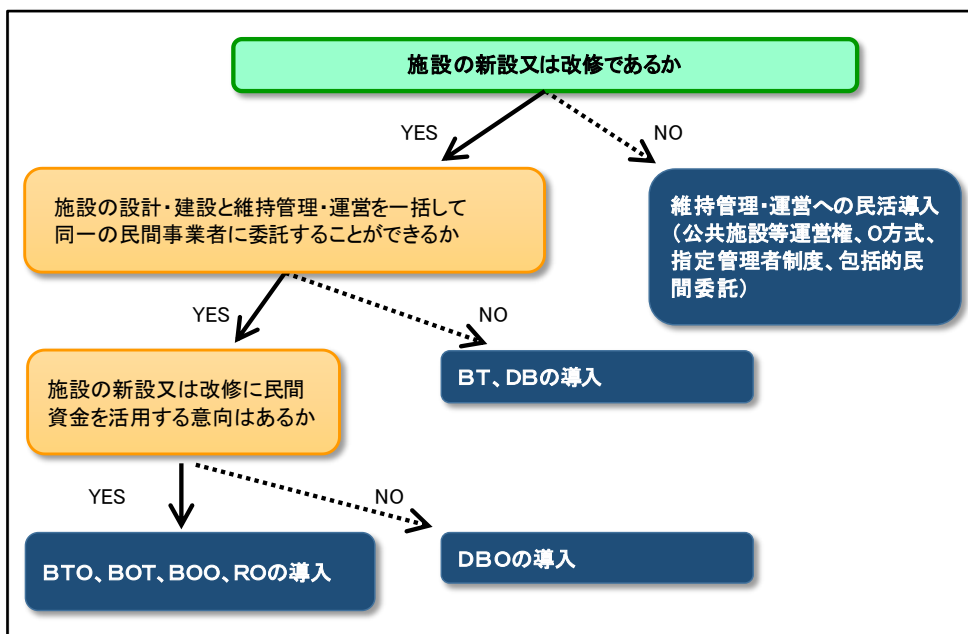 施設の新設又は改修であるか
YES
NO
施設の設計・建設と維持管理・運営を一括して
同一の民間事業者に委託することができるか
維持管理・運営への民活導入
（公共施設等運営権、O方式、
指定管理者制度、包括的民
間委託）
YES
NO
施設の新設又は改修に民間
資金を活用する意向はあるか
ＢＴ、ＤＢの導入
YES
NO
ＢＴＯ、ＢＯＴ、ＢＯＯ、ＲＯの導入
ＤＢＯの導入